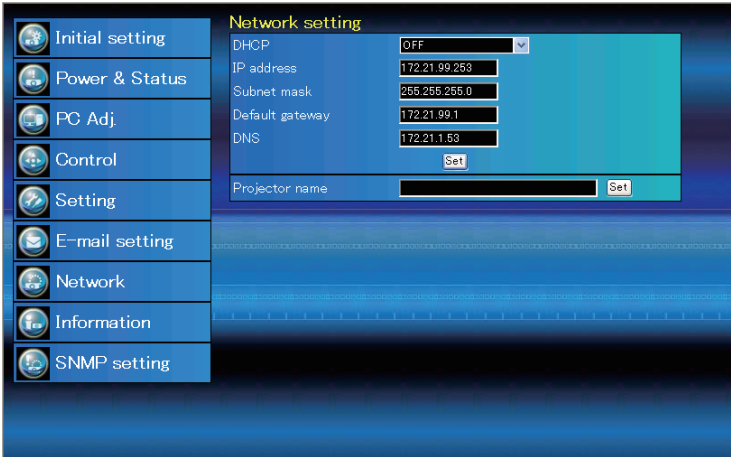 Initial setting
Power & Status
PC Adj.
Control
Setting
E-mail setting
Network
Information
SNMP setting
Network setting
DHCP OFF
IP address 172.21.99.253
Subnet mask 255.255.255.0
Default gateway 172.21.99.1
DNS 172.21.1.53
Set
Projector name Set